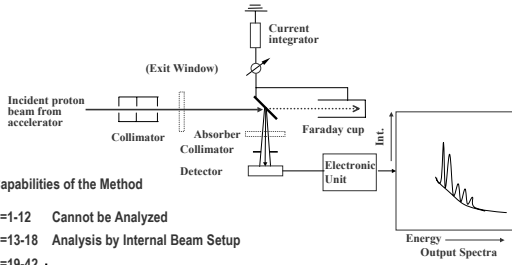 Current
integrator
(Exit Window)
Incident proton
beam from
accelerator
Collimator
Absorber
Collimator
Detector
Faraday cup
Electronic
Unit
Int.
Energy
Output Spectra
apabilities of the Method
=1-12 Cannot be Analyzed
=13-18 Analysis by Internal Beam Setup
=19-42